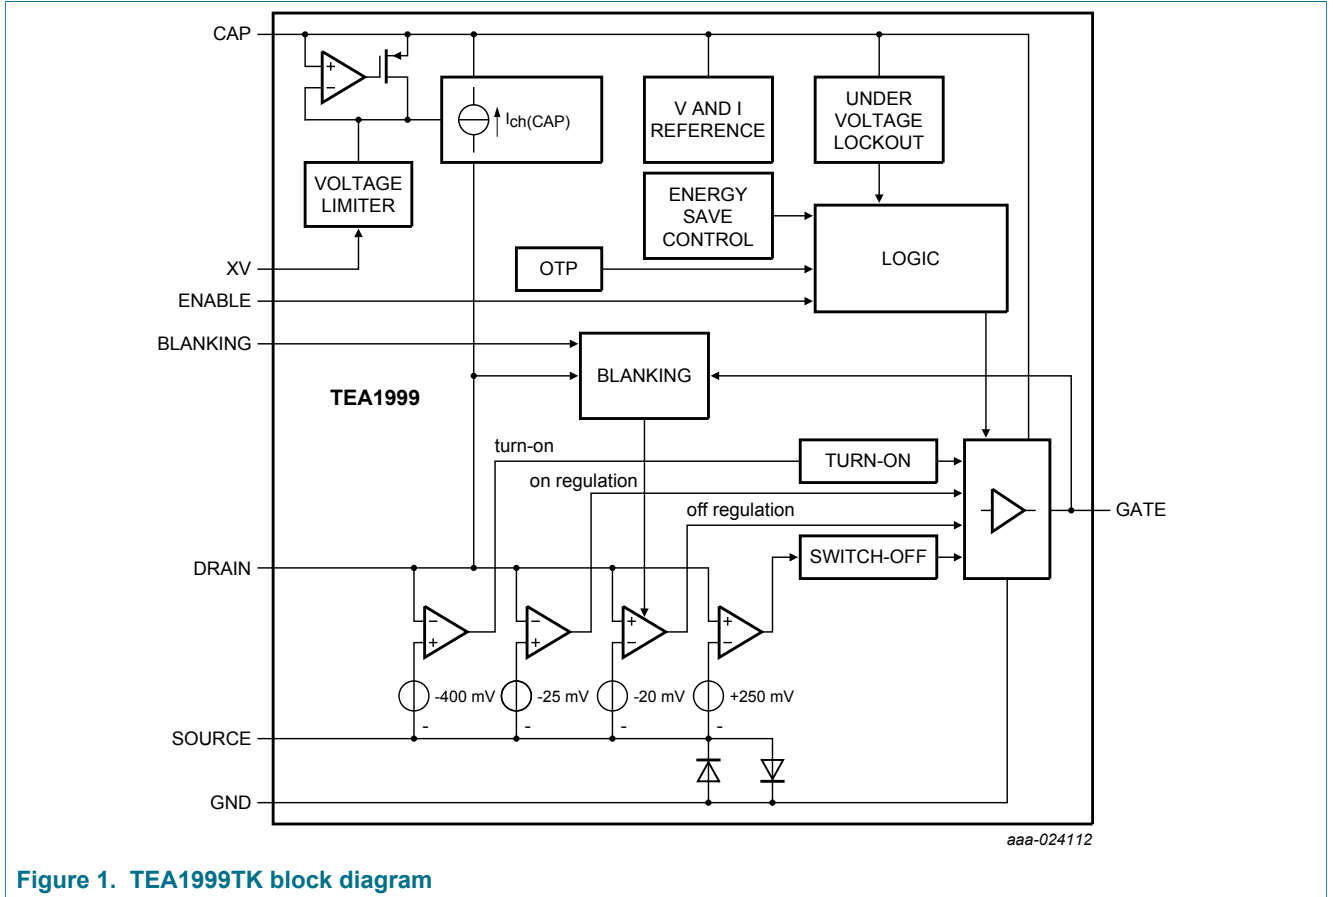 CAP
+
−
Ich(CAP)
V AND I
REFERENCE
UNDER
VOLTAGE
LOCKOUT
VOLTAGE
LIMITER
ENERGY
SAVE
CONTROL
LOGIC
XV
OTP
ENABLE
BLANKING
BLANKING
TEA1999
turn-on
TURN-ON
on regulation
off regulation
GATE
SWITCH-OFF
DRAIN
−
+
−
+
+
−
+
−
-400 mV
-25 mV
-20 mV
+250 mV
-
-
-
-
SOURCE
GND
aaa-024112
Figure 1. TEA1999TK block diagram